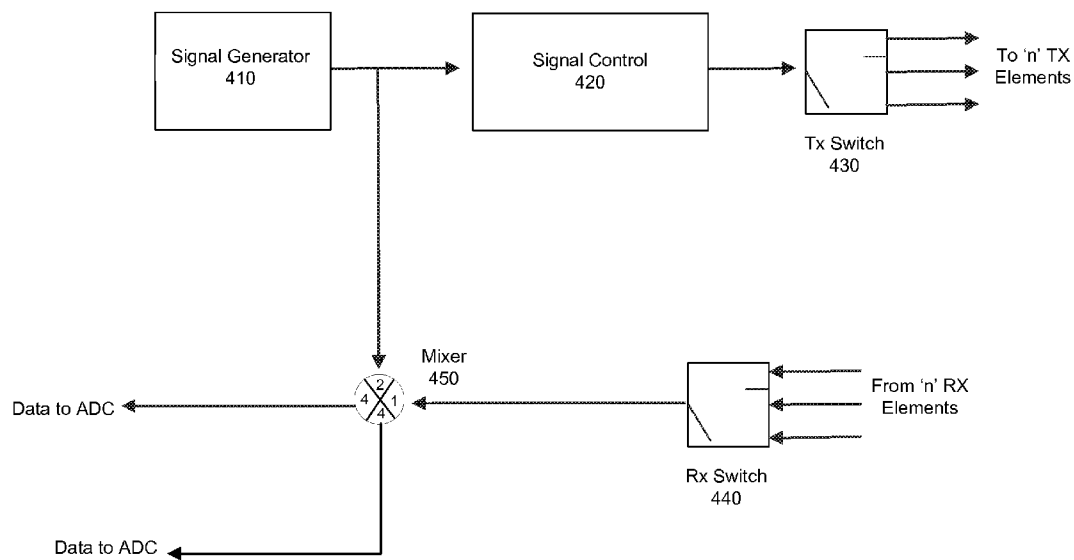 Signal Generator
410
Signal Control
420
To ‘n’ TX
Elements
Tx Switch
430
Mixer
450
2
4
1
4
From ‘n’ RX
Elements
Data to ADC
Rx Switch
440
Data to ADC